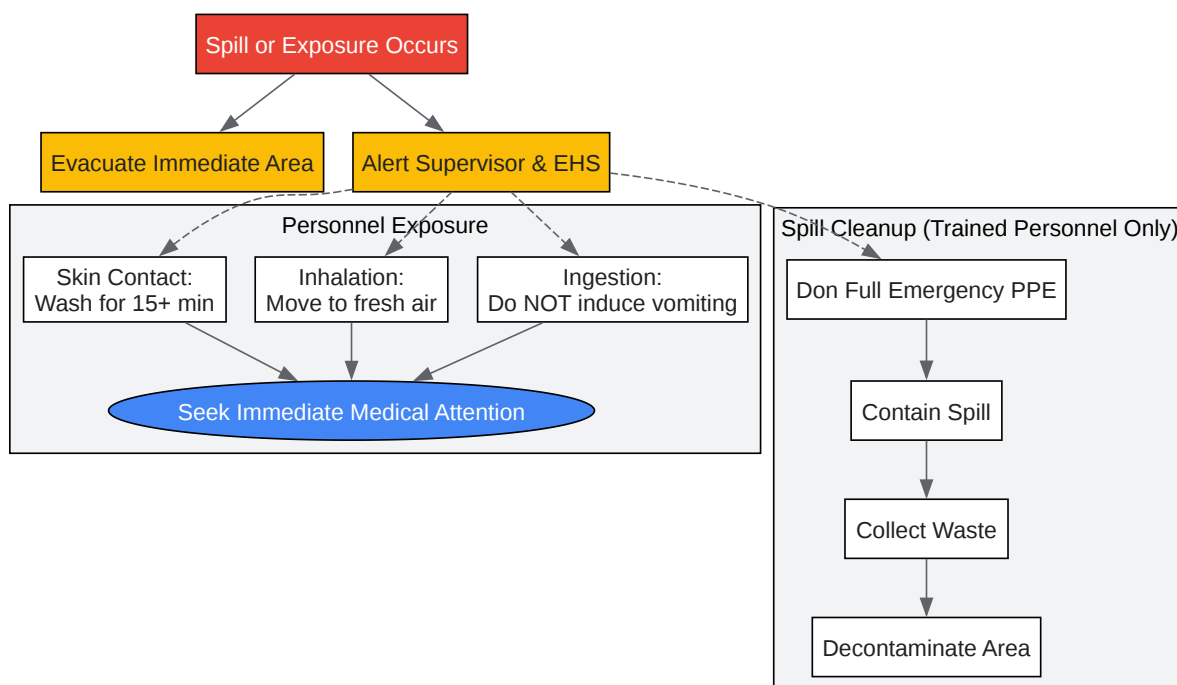 Spill or Exposure Occurs
Evacuate Immediate Area
Alert Supervisor & EHS
Personnel Exposure
Skin Contact:
Wash for 15+ min
Inhalation:
Move to fresh air
Ingestion:
Do NOT induce vomiting
Seek Immediate Medical Attention
Spill Cleanup (Trained Personnel Only)
Don Full Emergency PPE
Contain Spill
Collect Waste
Decontaminate Area